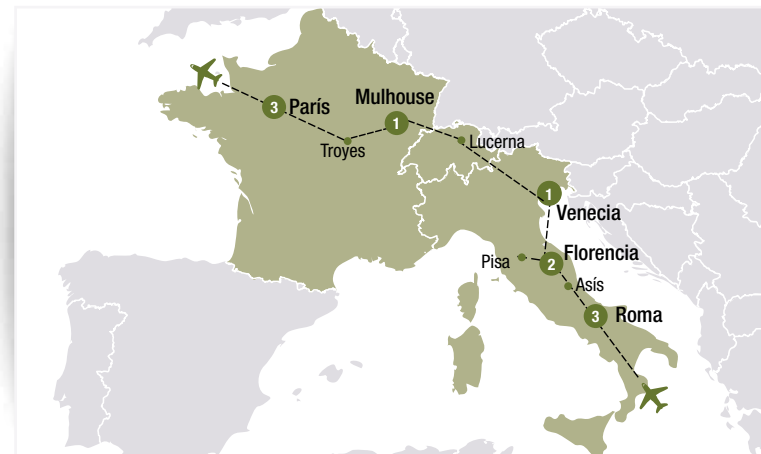 3 París
Mulhouse
1
Troyes
Lucerna
1
Venecia
Pisa
2 Florencia
Asís
3 Roma